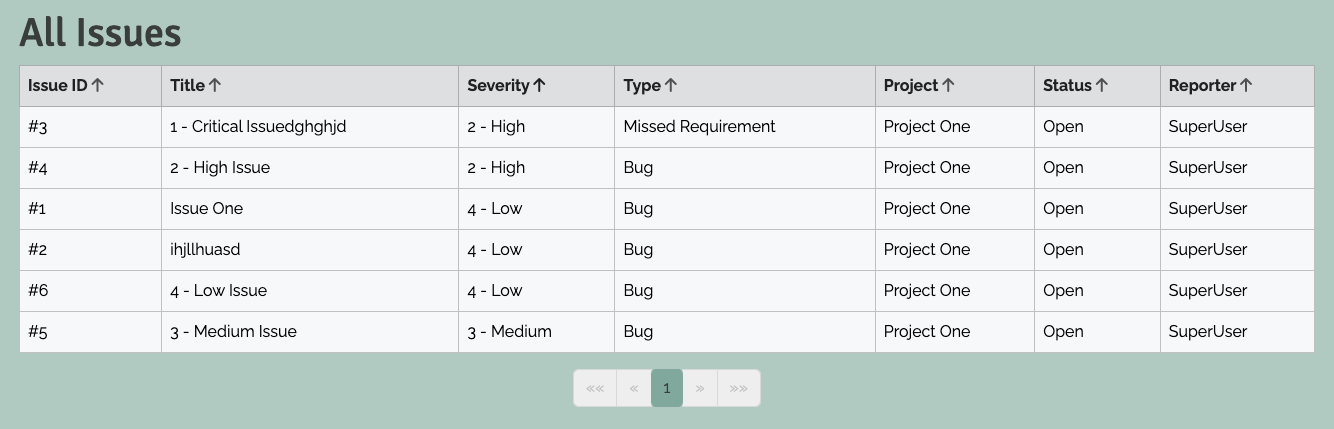 All Issues
Issue ID↑ Title↑ Severity↑ Type↑ Project↑ Status↑ Reporter↑
#3 1 - Critical Issuedghghjd 2 - High Missed Requirement Project One Open SuperUser
#4 2 - High Issue 2 - High Bug Project One Open SuperUser
#1 Issue One 4 - Low Bug Project One Open SuperUser
#2 ihjllhuasd 4 - Low Bug Project One Open SuperUser
#6 4 - Low Issue 4 - Low Bug Project One Open SuperUser
#5 3 - Medium Issue 3 - Medium Bug Project One Open SuperUser
«« « 1 » »»